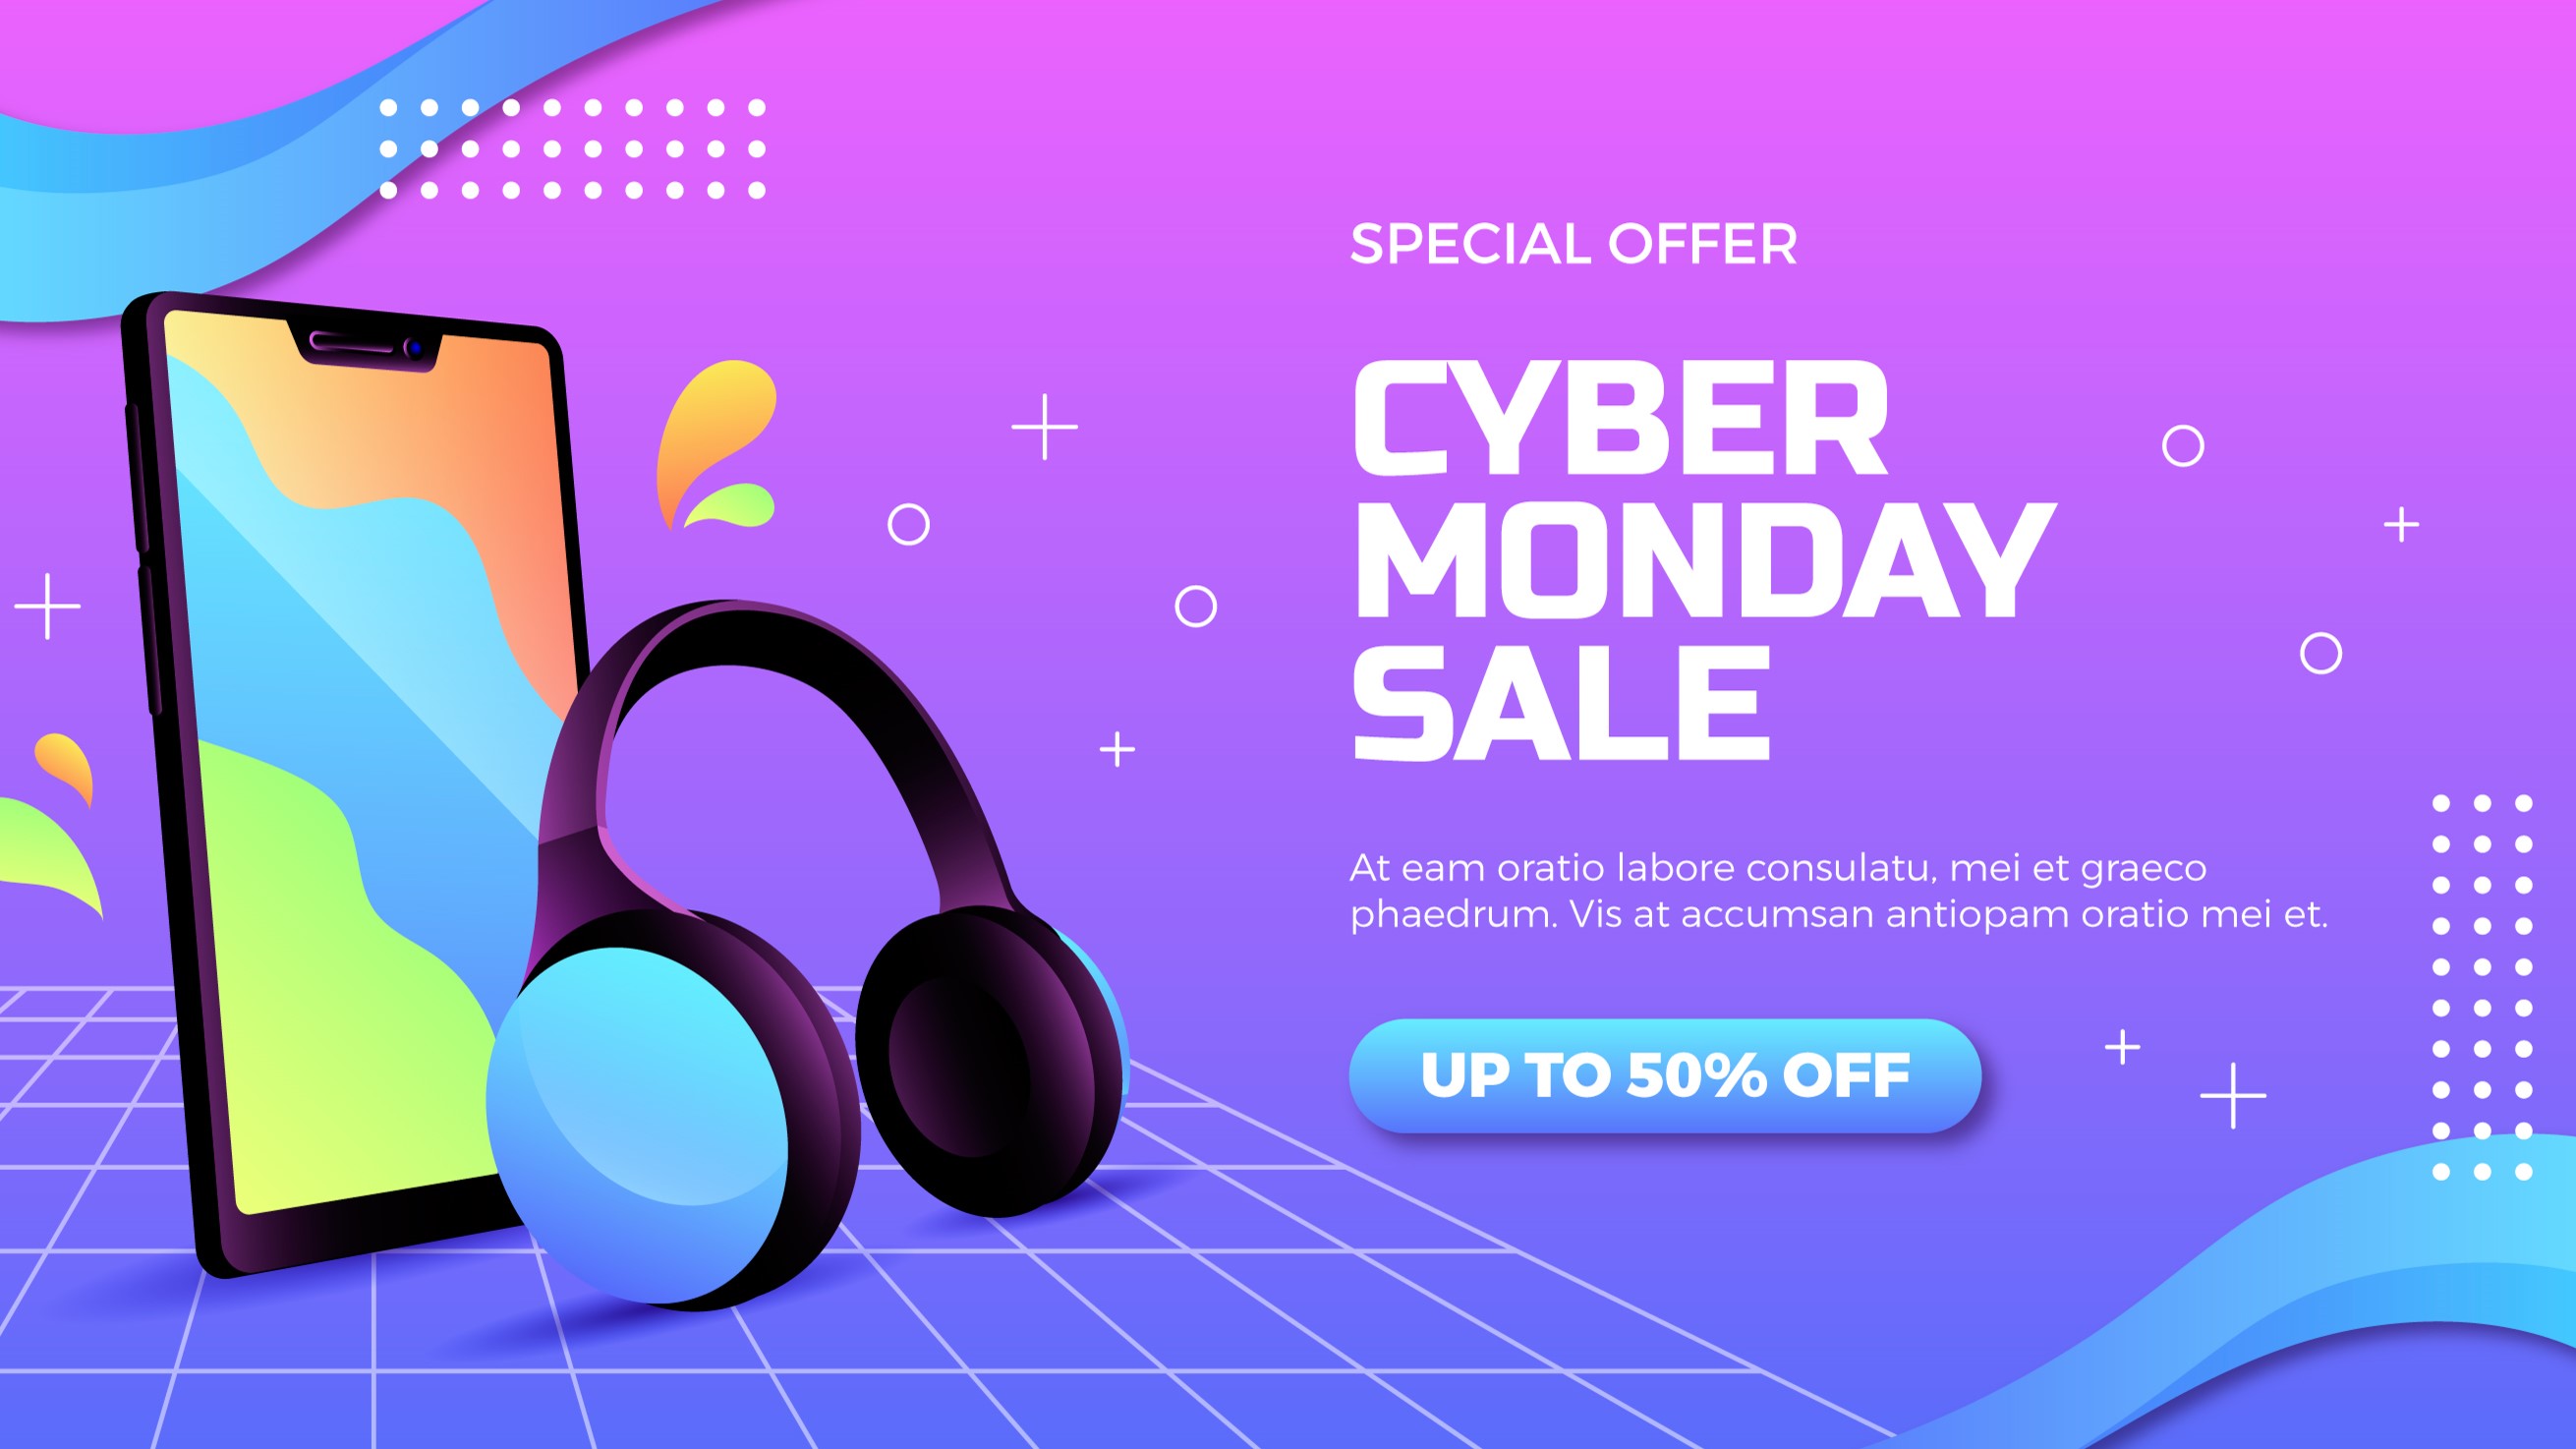 SPECIAL OFFER
CYBER
MONDAY
SALE
At eam oratio labore consulatu, mei et graeco
phaedrum. Vis at accumsan antiopam oratio mei et.
UP TO 50% OFF